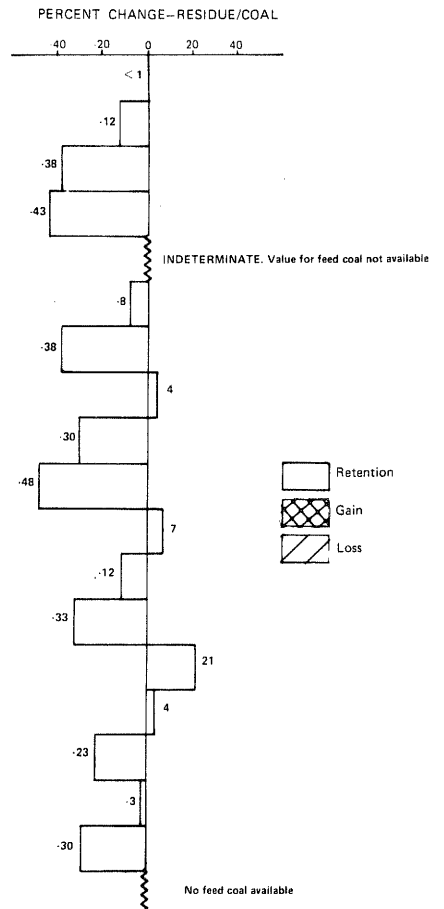 PERCENT CHANGE—RESIDUE/COAL
-40 -20 0 20 40
< 1
-12
-38
-43
INDETERMINATE. Value for feed coal not available
-8
-38
4
-30
-48
Retention
Gain
7
Loss
-12
-33
21
4
-23
-3
-30
No feed coal available